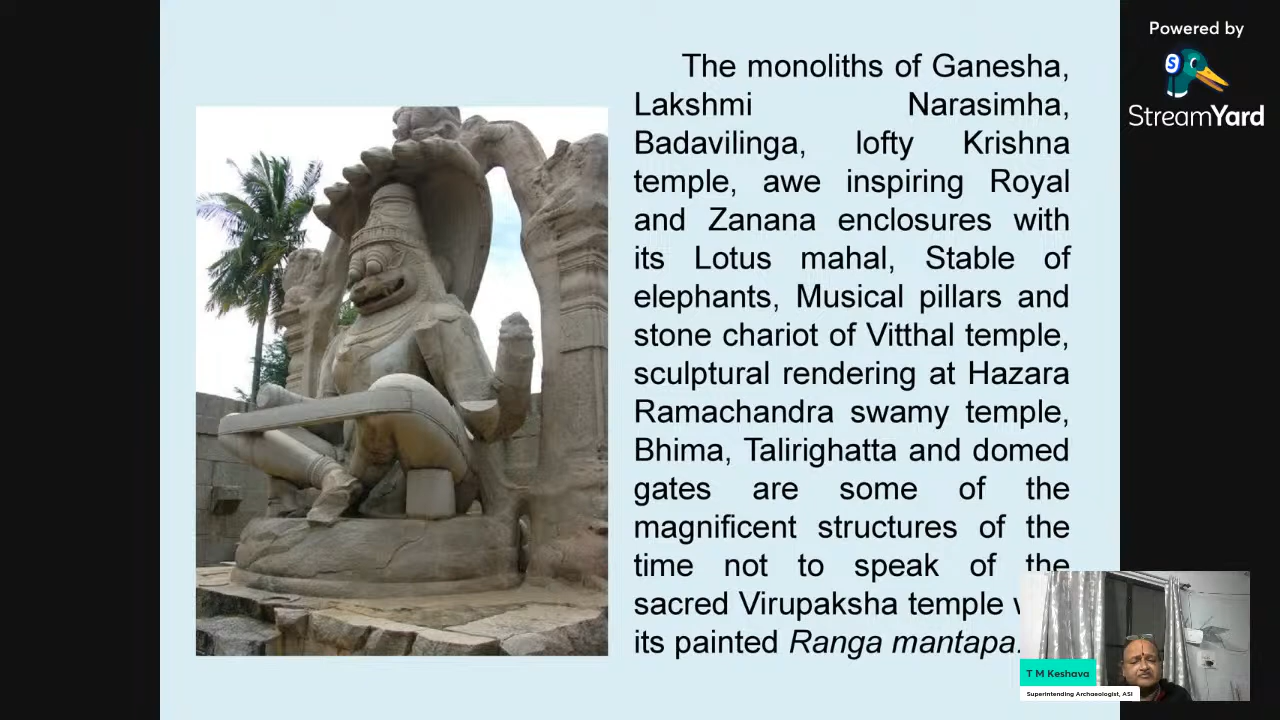 The monoliths of Ganesha,
Lakshmi Narasimha,
Badavilinga, lofty Krishna
temple, awe inspiring Royal
and Zanana enclosures with
its Lotus mahal, Stable of
elephants, Musical pillars and
stone chariot of Vitthal temple,
sculptural rendering at Hazara
Ramachandra swamy temple,
Bhima, Talirighatta and domed
gates are some of the
magnificent structures of the
time not to speak of the
sacred Virupaksha temple
its painted Ranga mantapa.
Powered by
StreamYard
T M Keshava
Superintending Archaeologist, ASI